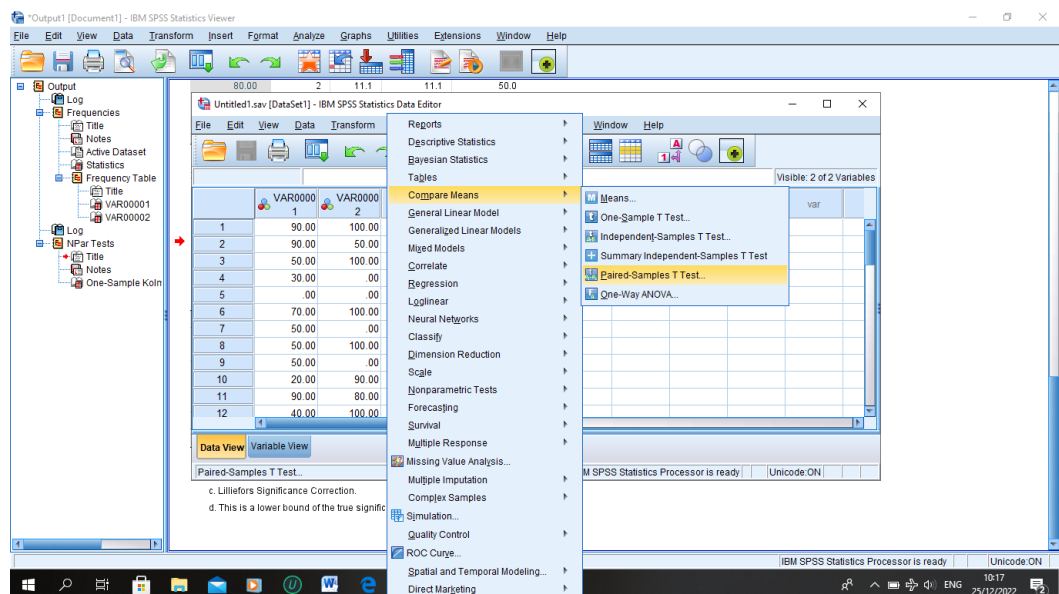 *Output1 [Document1] - IBM SPSS Statistics Viewer
File Edit View Data Transform Insert Format Analyze Graphs Utilities Extensions Window Help
Output
Log
Frequencies
Title
Notes
Active Dataset
Statistics
Frequency Table
Title
VAR00001
VAR00002
Log
NPar Tests
Title
Notes
One-Sample Kolm
80.00 2 11.1 11.1 50.0
Untitled1.sav [DataSet1] - IBM SPSS Statistics Data Editor
File Edit View Data Transform Window Help
Visible: 2 of 2 Variables
VAR00001 VAR00002 var
1 90.00 100.00
2 90.00 50.00
3 50.00 100.00
4 30.00 .00
5 .00 .00
6 70.00 100.00
7 50.00 .00
8 50.00 100.00
9 50.00 .00
10 20.00 90.00
11 90.00 80.00
12 40.00 100.00
Data View Variable View
Paired-Samples T Test...
M SPSS Statistics Processor is ready Unicode:ON
Reports
Descriptive Statistics
Bayesian Statistics
Tables
Compare Means
General Linear Model
Generalized Linear Models
Mixed Models
Correlate
Regression
Loglinear
Neural Networks
Classify
Dimension Reduction
Scale
Nonparametric Tests
Forecasting
Survival
Multiple Response
Missing Value Analysis...
Multiple Imputation
Complex Samples
Simulation...
Quality Control
ROC Curve...
Spatial and Temporal Modeling...
Direct Marketing
Means...
One-Sample T Test...
Independent-Samples T Test...
Summary Independent-Samples T Test
Paired-Samples T Test...
One-Way ANOVA...
c. Lilliefors Significance Correction.
d. This is a lower bound of the true signific
IBM SPSS Statistics Processor is ready Unicode:ON
ENG 10:17
25/12/2022